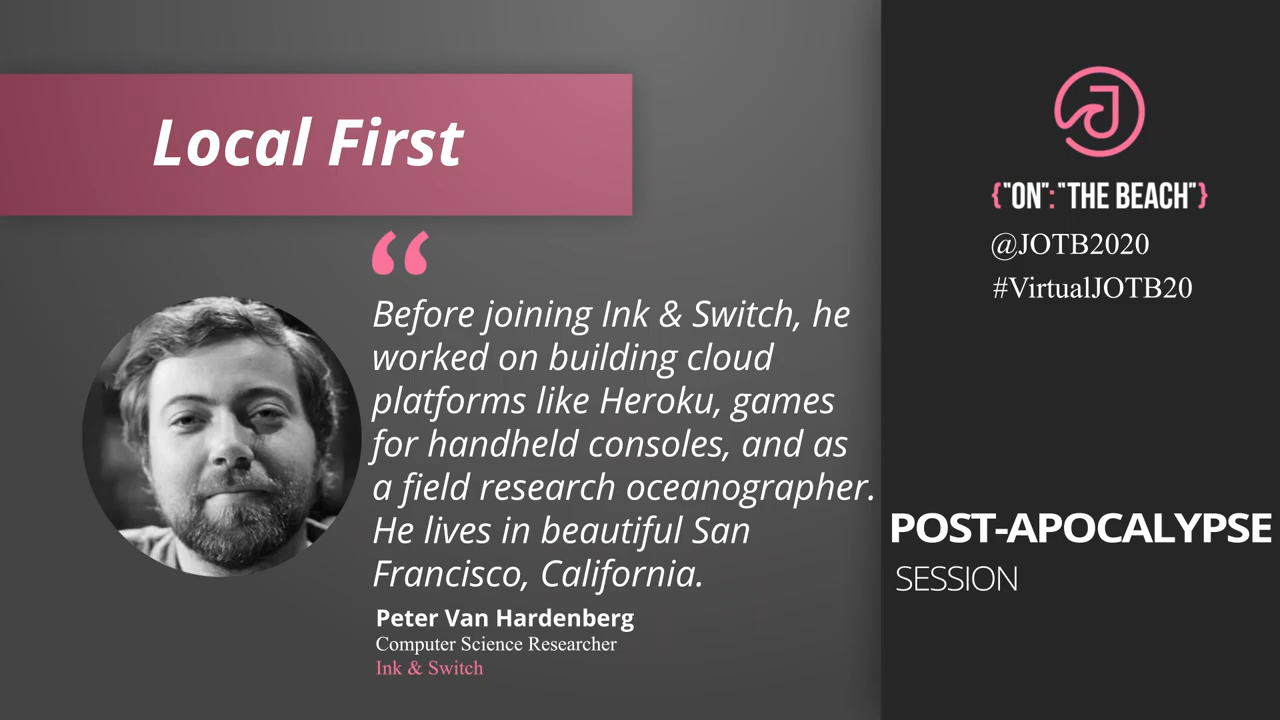 Local First
“
Before joining Ink & Switch, he
worked on building cloud
platforms like Heroku, games
for handheld consoles, and as
a field research oceanographer.
He lives in beautiful San
Francisco, California.
Peter Van Hardenberg
Computer Science Researcher
Ink & Switch
J
{"ON":"THE BEACH"}
@JOTB2020
#VirtualJOTB20
POST-APOCALYPSE
SESSION